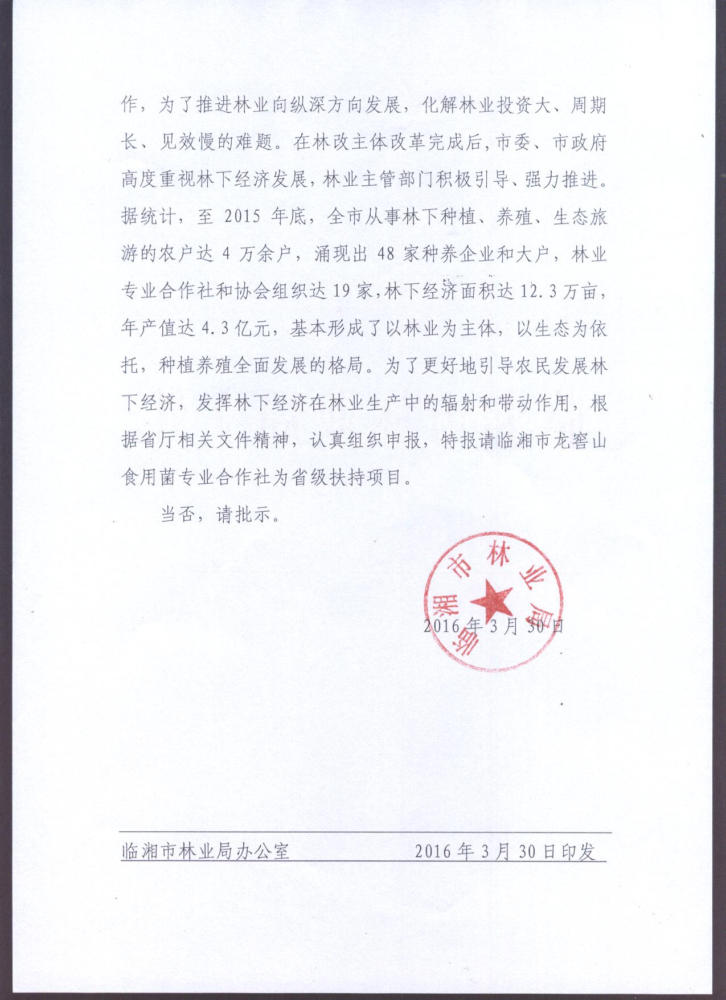 作，为了推进林业向纵深方向发展，化解林业投资大、周期
长、见效慢的难题。在林改主体改革完成后，市委、市政府
高度重视林下经济发展，林业主管部门积极引导、强力推进。
据统计，至 2015 年底，全市从事林下种植、养殖、生态旅
游的农户达 4 万余户，涌现出 48 家种养企业和大户，林业
专业合作社和协会组织达 19 家，林下经济面积达 12.3 万亩，
年产值达 4.3 亿元，基本形成了以林业为主体，以生态为依
托，种植养殖全面发展的格局。为了更好地引导农民发展林
下经济，发挥林下经济在林业生产中的辐射和带动作用，根
据省厅相关文件精神，认真组织申报，特报请临湘市龙窖山
食用菌专业合作社为省级扶持项目。
当否，请批示。
临湘市林业局
2016 年 3 月 30 日
临湘市林业局办公室 2016 年 3 月 30 日印发